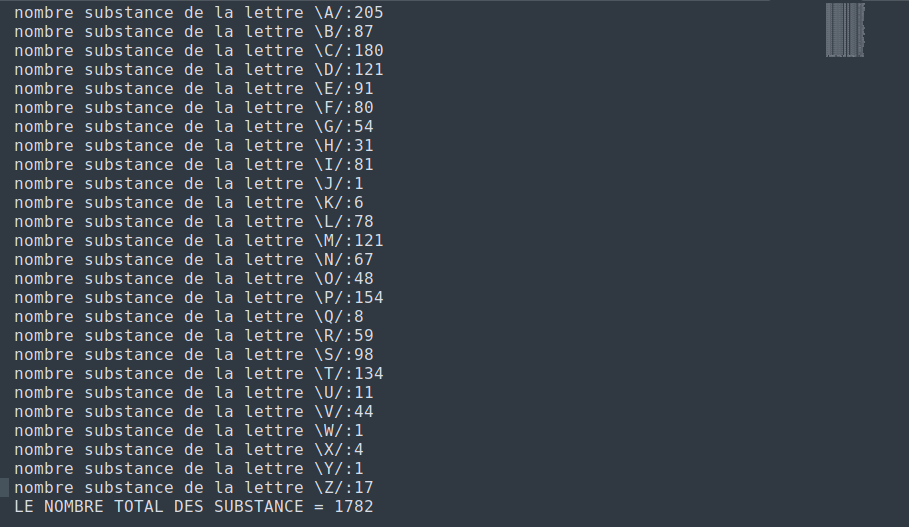 nombre substance de la lettre \A/:205
nombre substance de la lettre \B/:87
nombre substance de la lettre \C/:180
nombre substance de la lettre \D/:121
nombre substance de la lettre \E/:91
nombre substance de la lettre \F/:80
nombre substance de la lettre \G/:54
nombre substance de la lettre \H/:31
nombre substance de la lettre \I/:81
nombre substance de la lettre \J/:1
nombre substance de la lettre \K/:6
nombre substance de la lettre \L/:78
nombre substance de la lettre \M/:121
nombre substance de la lettre \N/:67
nombre substance de la lettre \O/:48
nombre substance de la lettre \P/:154
nombre substance de la lettre \Q/:8
nombre substance de la lettre \R/:59
nombre substance de la lettre \S/:98
nombre substance de la lettre \T/:134
nombre substance de la lettre \U/:11
nombre substance de la lettre \V/:44
nombre substance de la lettre \W/:1
nombre substance de la lettre \X/:4
nombre substance de la lettre \Y/:1
nombre substance de la lettre \Z/:17
LE NOMBRE TOTAL DES SUBSTANCE = 1782